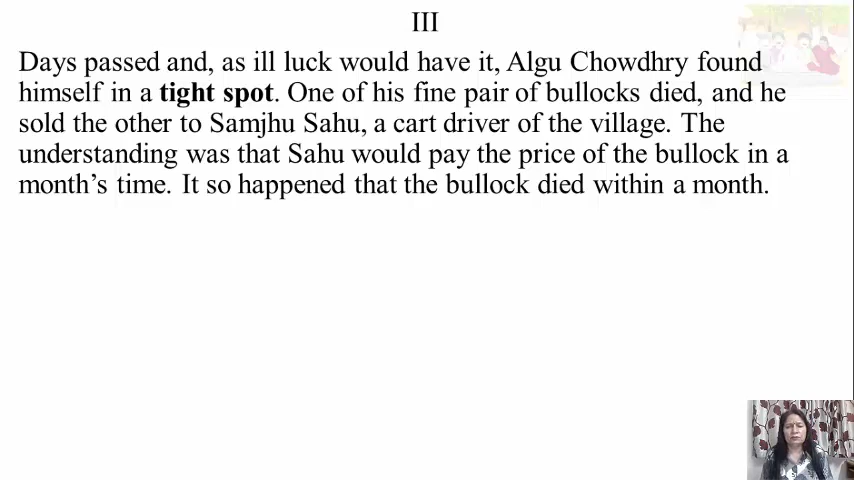 III
Days passed and, as ill luck would have it, Algu Chowdhry found
himself in a tight spot. One of his fine pair of bullocks died, and he
sold the other to Samjhu Sahu, a cart driver of the village. The
understanding was that Sahu would pay the price of the bullock in a
month’s time. It so happened that the bullock died within a month.